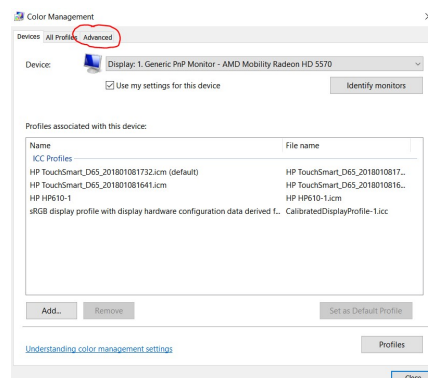 Color Management
Devices All Profiles Advanced
Device: Display: 1. Generic PnP Monitor - AMD Mobility Radeon HD 5570
Use my settings for this device Identify monitors
Profiles associated with this device:
Name File name
ICC Profiles
HP TouchSmart_D65_201801081732.icm (default) HP TouchSmart_D65_2018010817...
HP TouchSmart_D65_201801081641.icm HP TouchSmart_D65_2018010816...
HP HP610-1 HP HP610-1.icm
sRGB display profile with display hardware configuration data derived f... CalibratedDisplayProfile-1.icc
Add... Remove Set as Default Profile
Understanding color management settings Profiles
Close